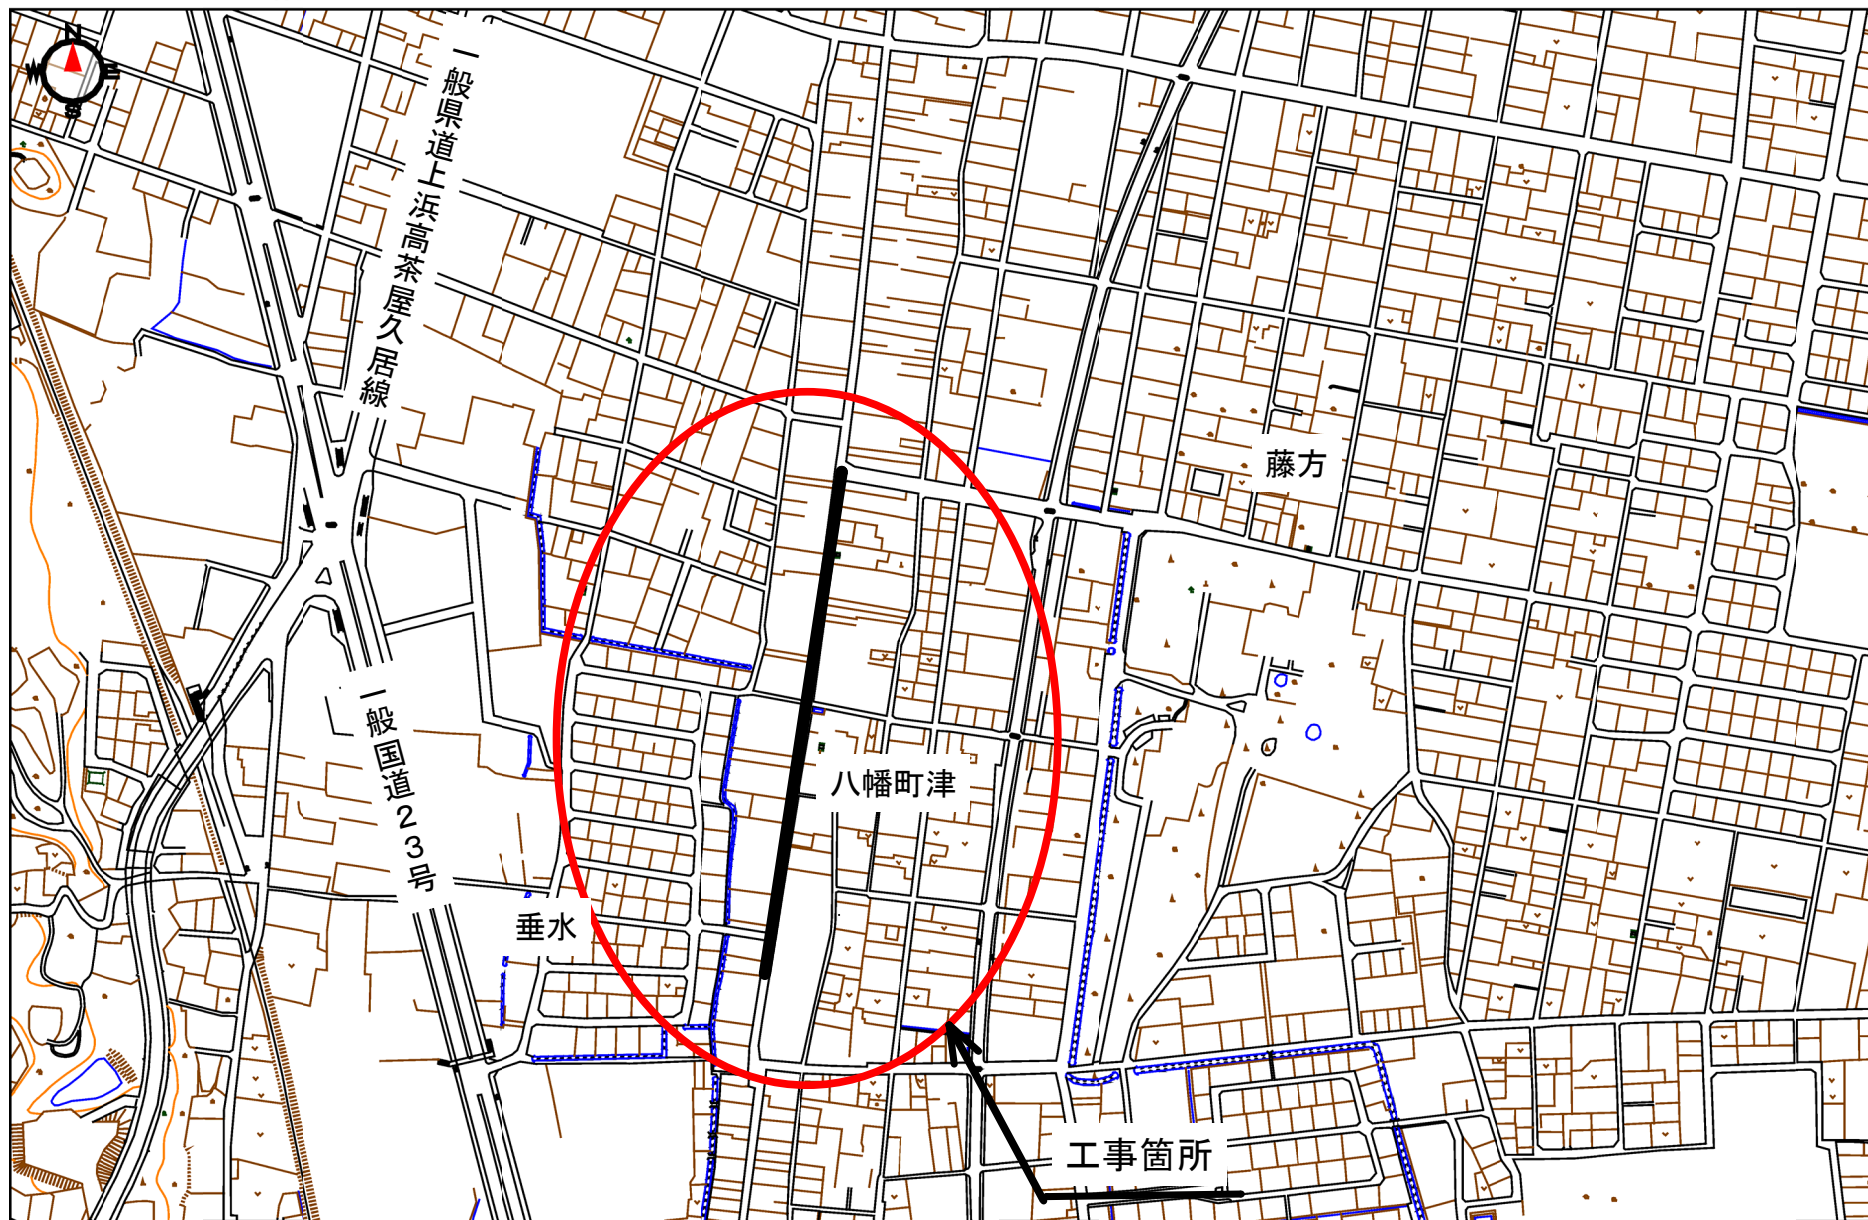 N
W
E
S
一般県道上浜高茶屋久居線
藤方
八幡町津
一般国道23号
垂水
工事箇所